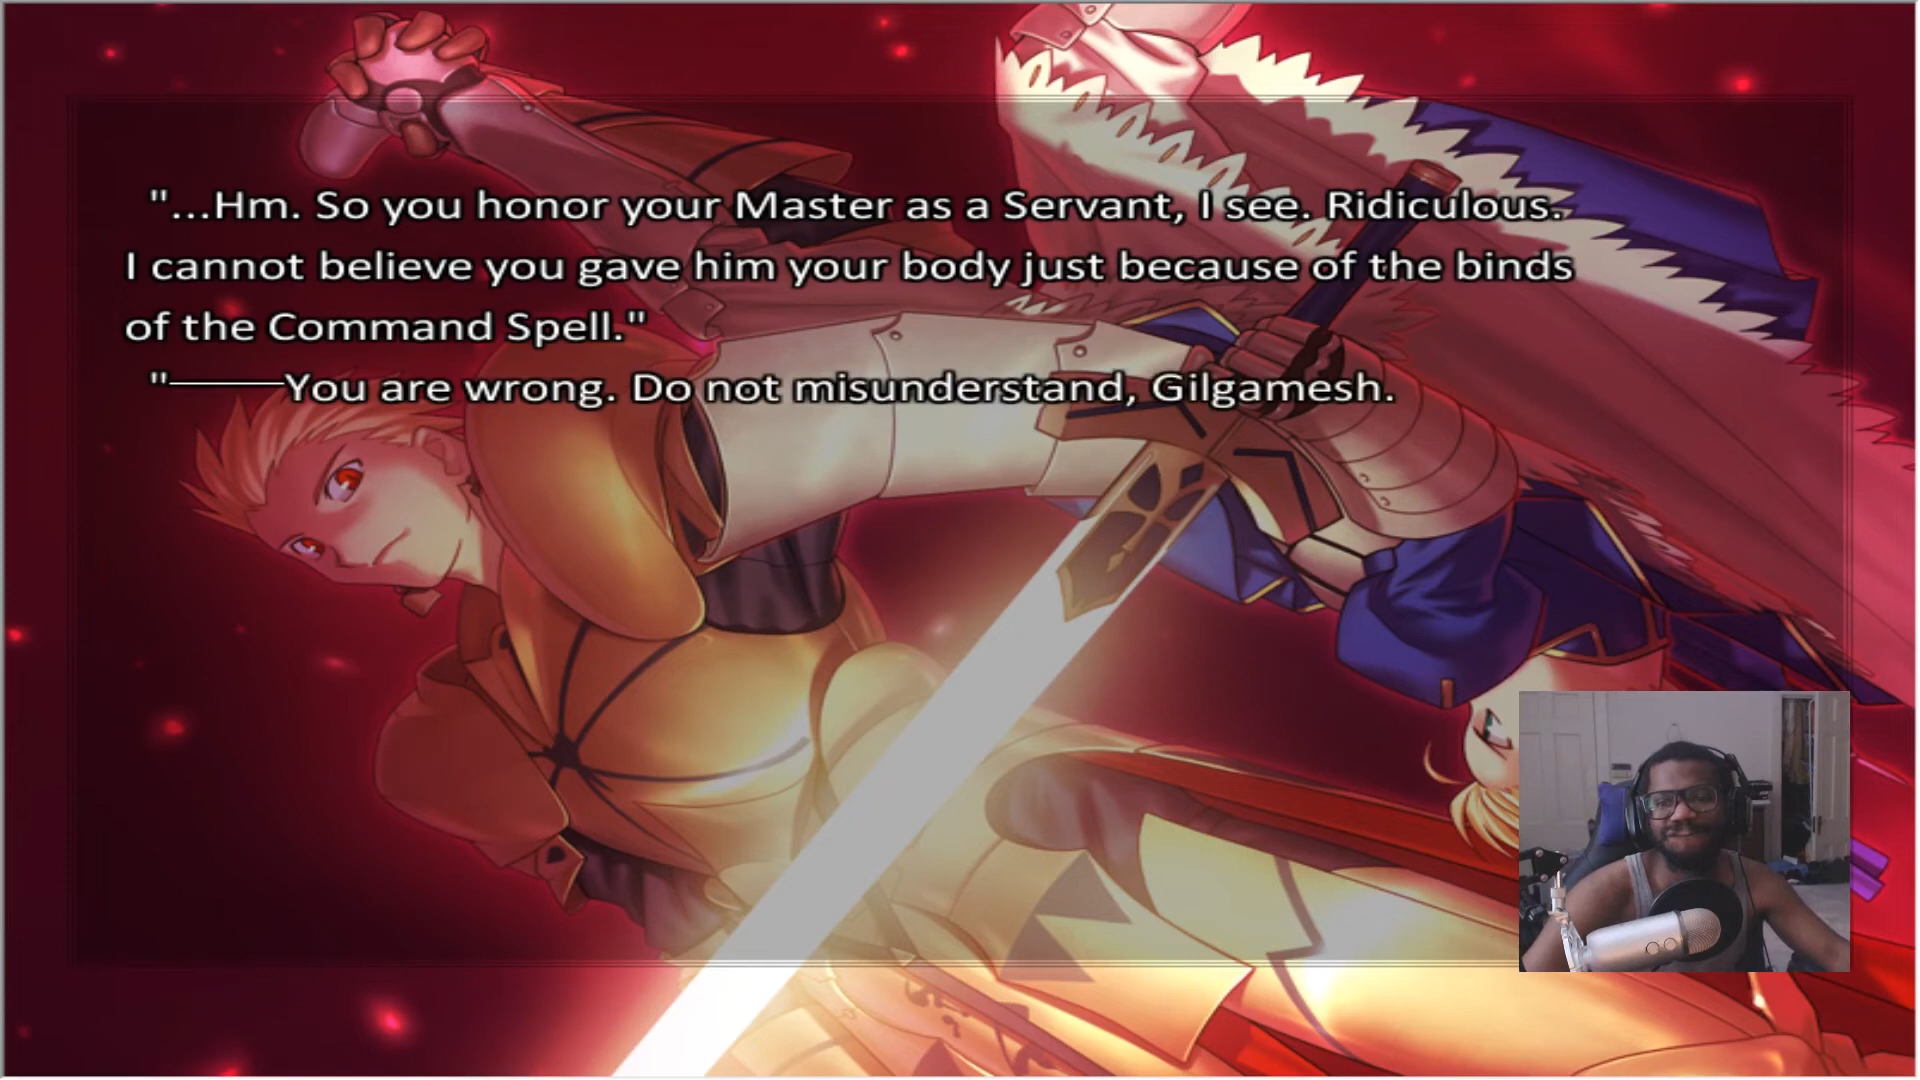 "...Hm. So you honor your Master as a Servant, I see. Ridiculous.
I cannot believe you gave him your body just because of the binds
of the Command Spell."
"———You are wrong. Do not misunderstand, Gilgamesh.